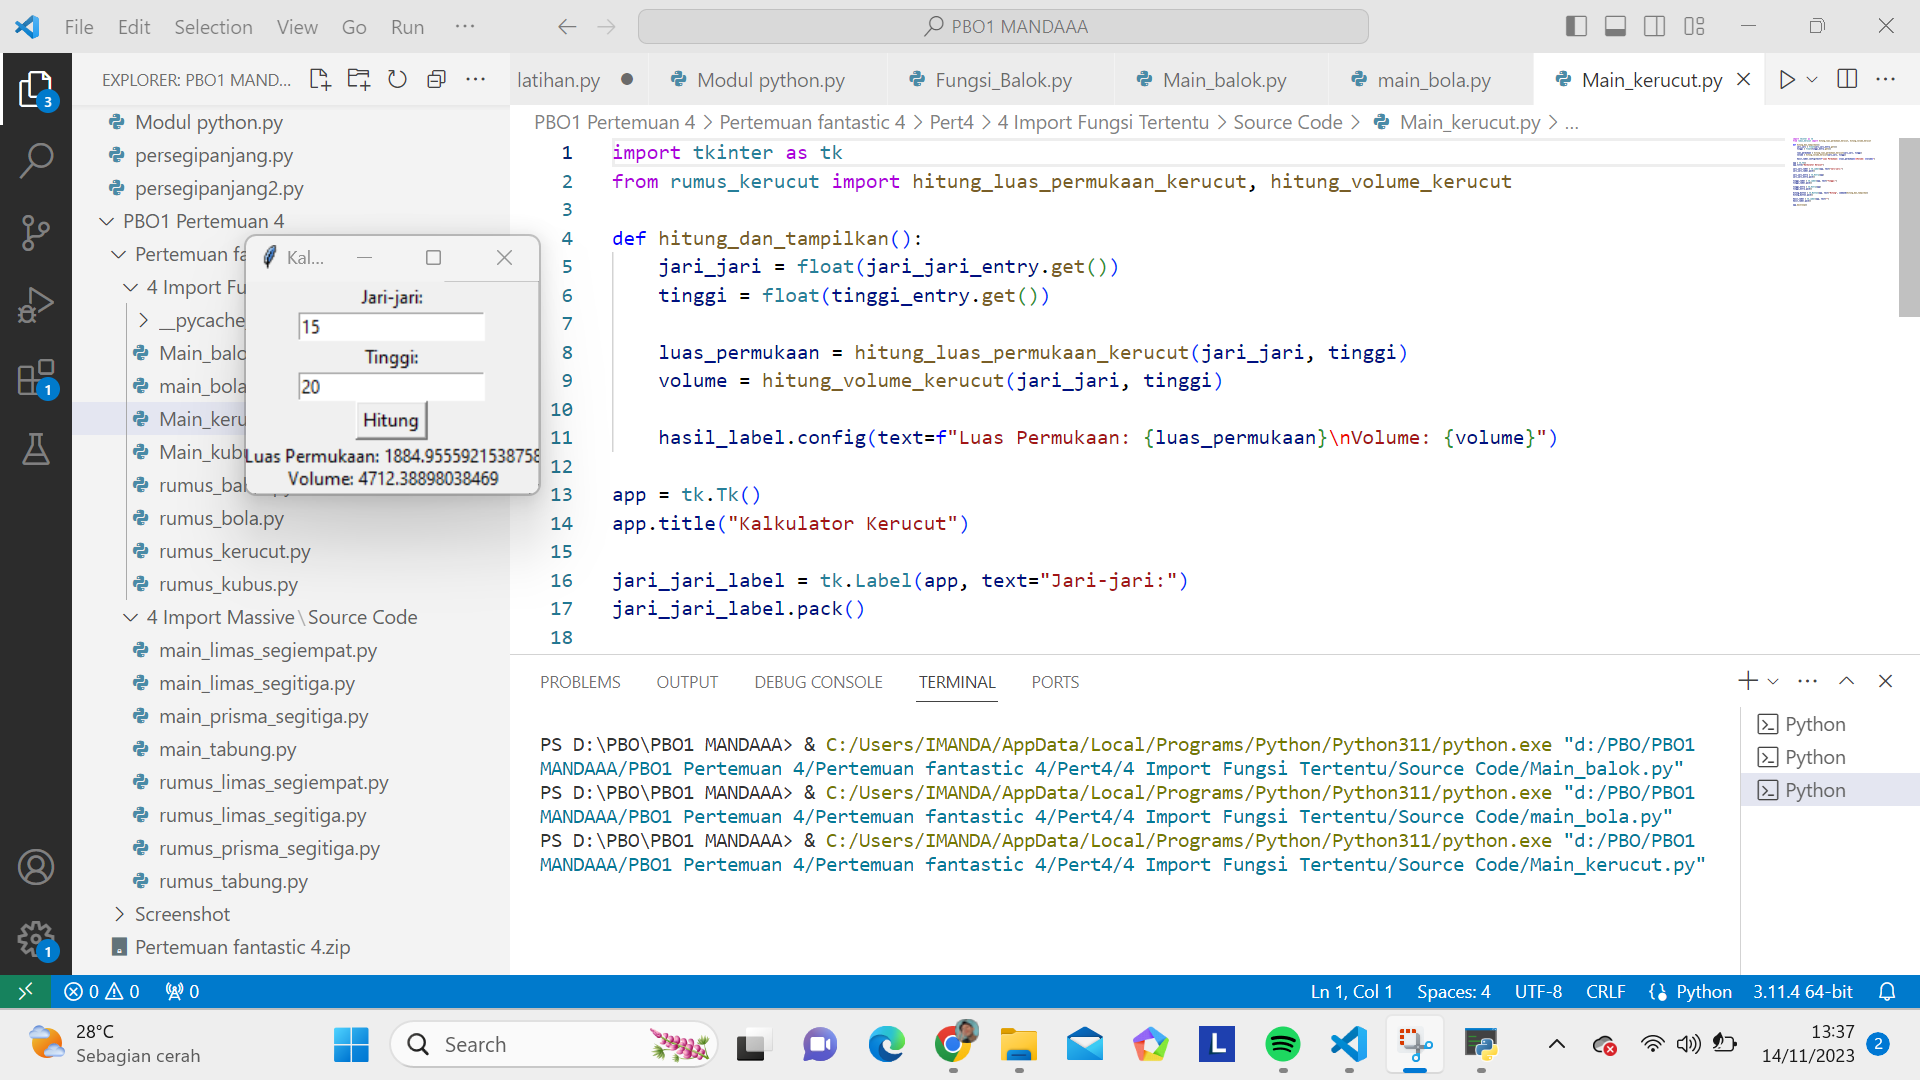 File Edit Selection View Go Run ···
PBO1 MANDAAA
EXPLORER: PBO1 MAND...
latihan.py
Modul python.py
Fungsi_Balok.py
Main_balok.py
main_bola.py
Main_kerucut.py
PBO1 Pertemuan 4 > Pertemuan fantastic 4 > Pert4 > 4 Import Fungsi Tertentu > Source Code > Main_kerucut.py > ...
3
1
1
Modul python.py
persegipanjang.py
persegipanjang2.py
PBO1 Pertemuan 4
Pertemuan fa
4 Import Fu
__pycache
Main_balo
main_bola
Main_keru
Main_kub
rumus_bal
rumus_bola.py
rumus_kerucut.py
rumus_kubus.py
4 Import Massive\Source Code
main_limas_segiempat.py
main_limas_segitiga.py
main_prisma_segitiga.py
main_tabung.py
rumus_limas_segiempat.py
rumus_limas_segitiga.py
rumus_prisma_segitiga.py
rumus_tabung.py
Screenshot
Pertemuan fantastic 4.zip
Kal...
Jari-jari:
15
Tinggi:
20
Hitung
Luas Permukaan: 1884.9555921538758
Volume: 4712.38898038469
1 import tkinter as tk
2 from rumus_kerucut import hitung_luas_permukaan_kerucut, hitung_volume_kerucut
3
4 def hitung_dan_tampilkan():
5     jari_jari = float(jari_jari_entry.get())
6     tinggi = float(tinggi_entry.get())
7
8     luas_permukaan = hitung_luas_permukaan_kerucut(jari_jari, tinggi)
9     volume = hitung_volume_kerucut(jari_jari, tinggi)
10
11     hasil_label.config(text=f"Luas Permukaan: {luas_permukaan}\nVolume: {volume}")
12
13 app = tk.Tk()
14 app.title("Kalkulator Kerucut")
15
16 jari_jari_label = tk.Label(app, text="Jari-jari:")
17 jari_jari_label.pack()
18
PROBLEMS OUTPUT DEBUG CONSOLE TERMINAL PORTS
PS D:\PBO\PBO1 MANDAAA> & C:/Users/IMANDA/AppData/Local/Programs/Python/Python311/python.exe "d:/PBO/PBO1
MANDAAA/PBO1 Pertemuan 4/Pertemuan fantastic 4/Pert4/4 Import Fungsi Tertentu/Source Code/Main_balok.py"
PS D:\PBO\PBO1 MANDAAA> & C:/Users/IMANDA/AppData/Local/Programs/Python/Python311/python.exe "d:/PBO/PBO1
MANDAAA/PBO1 Pertemuan 4/Pertemuan fantastic 4/Pert4/4 Import Fungsi Tertentu/Source Code/main_bola.py"
PS D:\PBO\PBO1 MANDAAA> & C:/Users/IMANDA/AppData/Local/Programs/Python/Python311/python.exe "d:/PBO/PBO1
MANDAAA/PBO1 Pertemuan 4/Pertemuan fantastic 4/Pert4/4 Import Fungsi Tertentu/Source Code/Main_kerucut.py"
Python
Python
Python
0 0 0
Ln 1, Col 1 Spaces: 4 UTF-8 CRLF Python 3.11.4 64-bit
28°C
Sebagian cerah
Search
L
13:37
14/11/2023
2